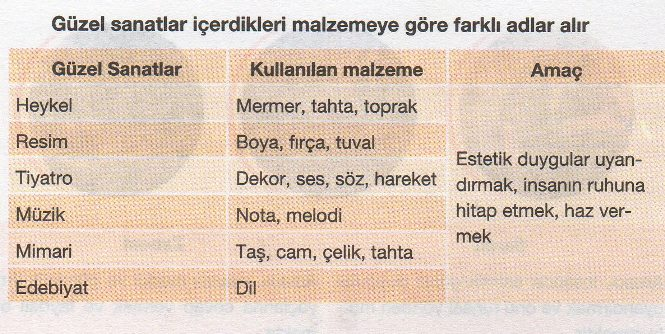 Güzel sanatlar içerdikleri malzemeye göre farklı adlar alır
Güzel Sanatlar Kullanılan malzeme Amaç
Heykel Mermer, tahta, toprak
Resim Boya, fırça, tuval
Tiyatro Dekor, ses, söz, hareket
Müzik Nota, melodi
Mimari Taş, cam, çelik, tahta
Edebiyat Dil
Estetik duygular uyan-
dırmak, insanın ruhuna
hitap etmek, haz ver-
mek